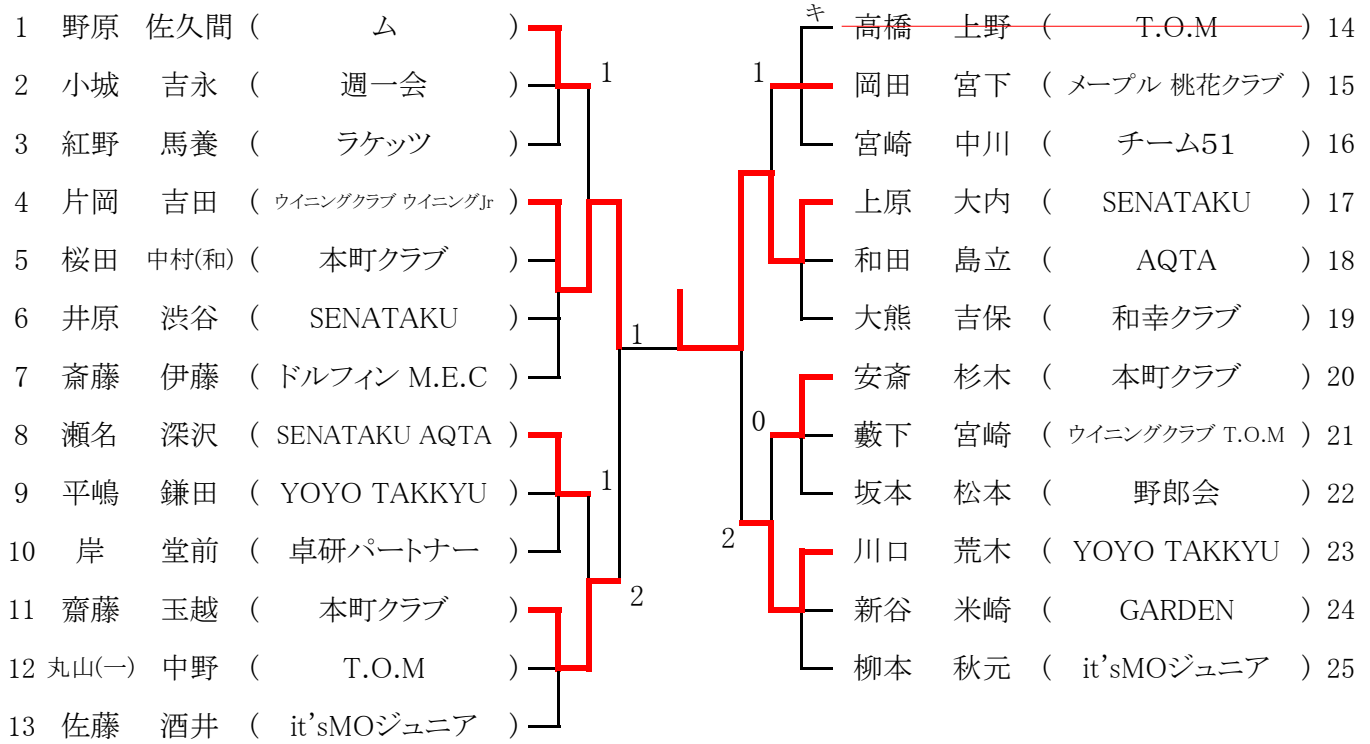 1 野原 佐久間 ( ム )
2 小城 吉永 ( 週一会 )
3 紅野 馬養 ( ラケッツ )
4 片岡 吉田 ( ウイニングクラブ ウイニングJr )
5 桜田 中村(和) ( 本町クラブ )
6 井原 渋谷 ( SENATAKU )
7 斎藤 伊藤 ( ドルフィン M.E.C )
8 瀬名 深沢 ( SENATAKU AQTA )
9 平嶋 鎌田 ( YOYO TAKKYU )
10 岸 堂前 ( 卓研パートナー )
11 齋藤 玉越 ( 本町クラブ )
12 丸山(一) 中野 ( T.O.M )
13 佐藤 酒井 ( it'sMOジュニア )
1
1
1
2
キ
高橋 上野 ( T.O.M ) 14
岡田 宮下 ( メープル 桃花クラブ ) 15
宮崎 中川 ( チーム51 ) 16
上原 大内 ( SENATAKU ) 17
和田 島立 ( AQTA ) 18
大熊 吉保 ( 和幸クラブ ) 19
安斎 杉木 ( 本町クラブ ) 20
藪下 宮崎 ( ウイニングクラブ T.O.M ) 21
坂本 松本 ( 野郎会 ) 22
川口 荒木 ( YOYO TAKKYU ) 23
新谷 米崎 ( GARDEN ) 24
柳本 秋元 ( it'sMOジュニア ) 25
1
0
2